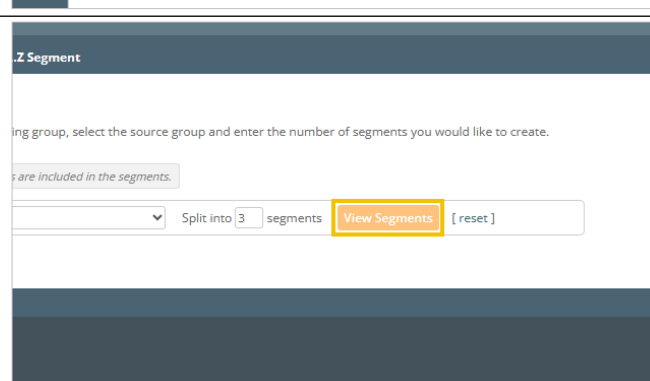 .Z Segment
ing group, select the source group and enter the number of segments you would like to create.
are included in the segments.
Split into 3 segments View Segments [ reset ]